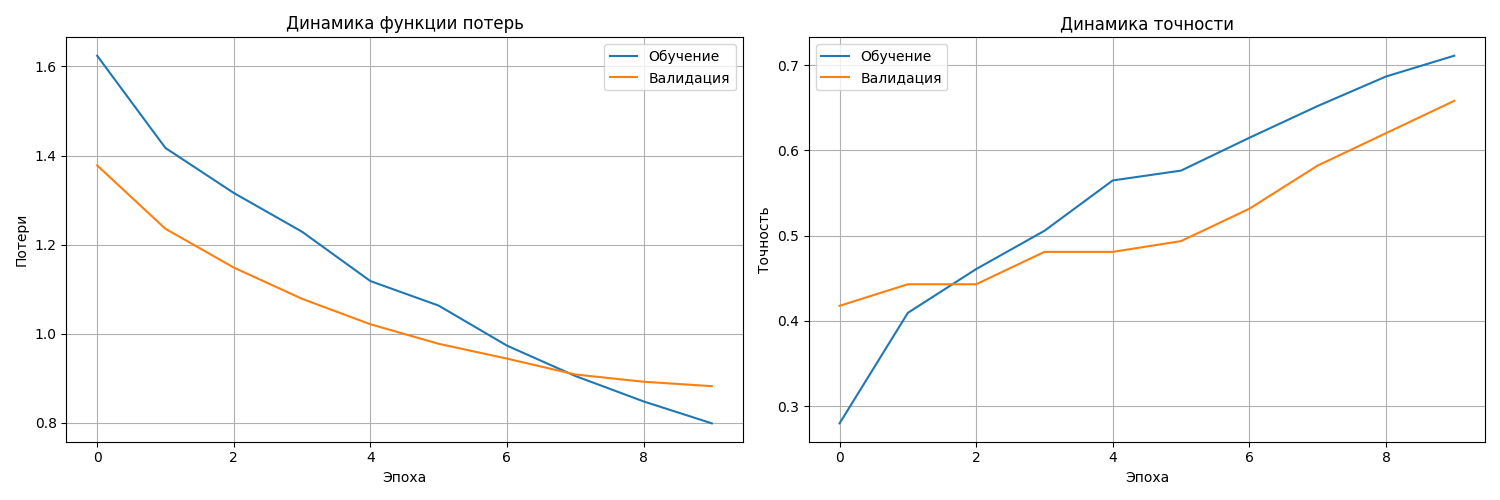 Динамика функции потерь
Потери
1.6
1.4
1.2
1.0
0.8
0
2
4
6
8
Эпоха
Обучение
Валидация
Динамика точности
Точность
0.7
0.6
0.5
0.4
0.3
0
2
4
6
8
Эпоха
Обучение
Валидация